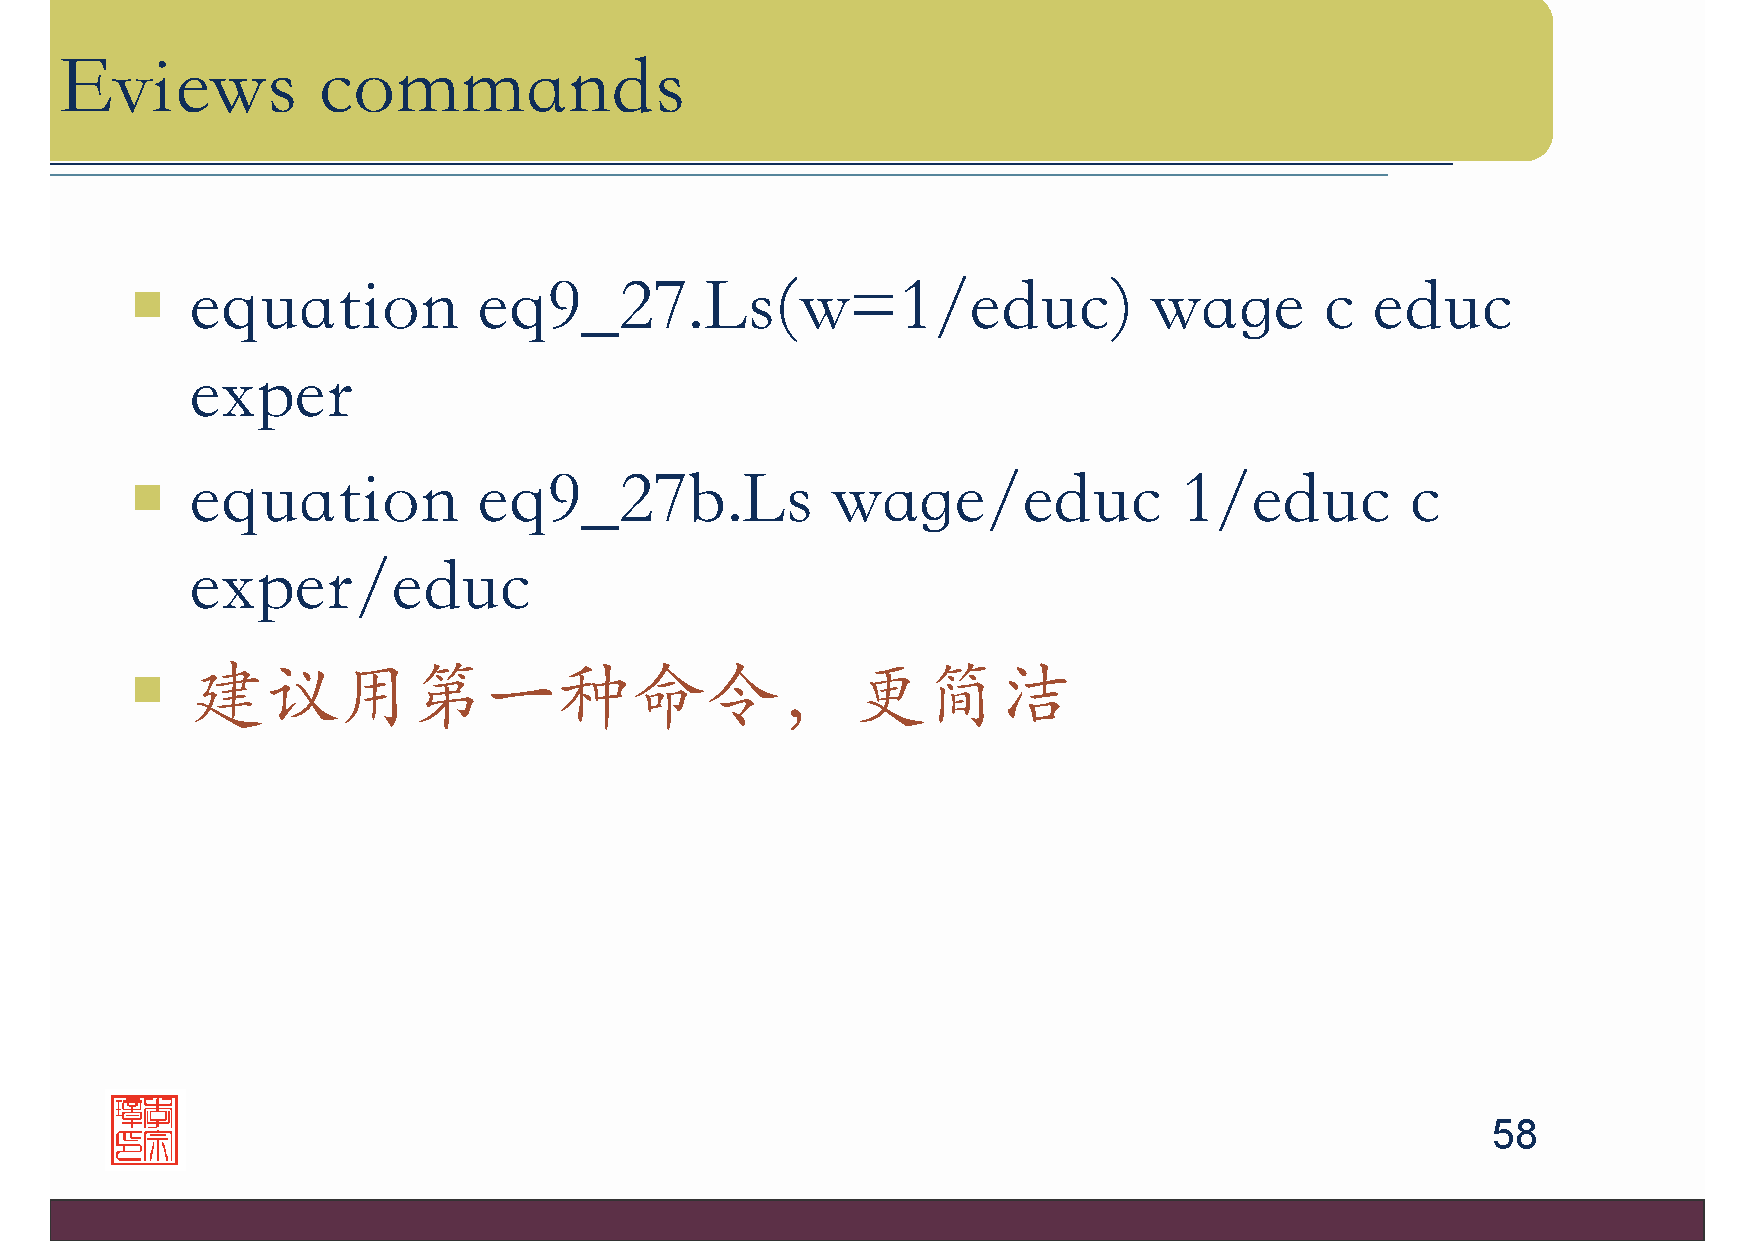 Eviews commands
equation eq9_27.Ls(w=1/educ) wage c educ
exper
equation eq9_27b.Ls wage/educ 1/educ c
exper/educ
建议用第一种命令，更简洁
58